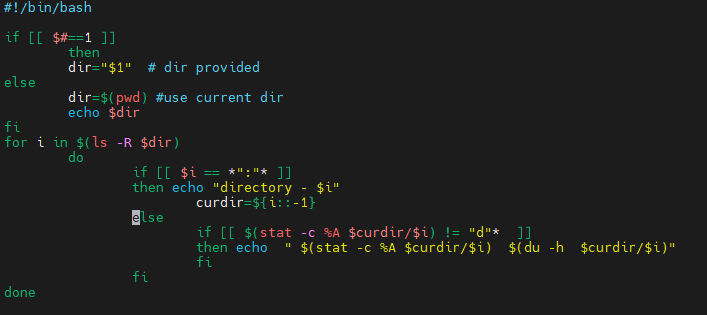 #!/bin/bash
if [[ $#==1 ]]
then
dir="$1" # dir provided
else
dir=$(pwd) #use current dir
echo $dir
fi
for i in $(ls -R $dir)
do
if [[ $i == *":"* ]]
then echo "directory - $i"
curdir=${i::-1}
else
if [[ $(stat -c %A $curdir/$i) != "d"* ]]
then echo " $(stat -c %A $curdir/$i) $(du -h $curdir/$i)"
fi
fi
done